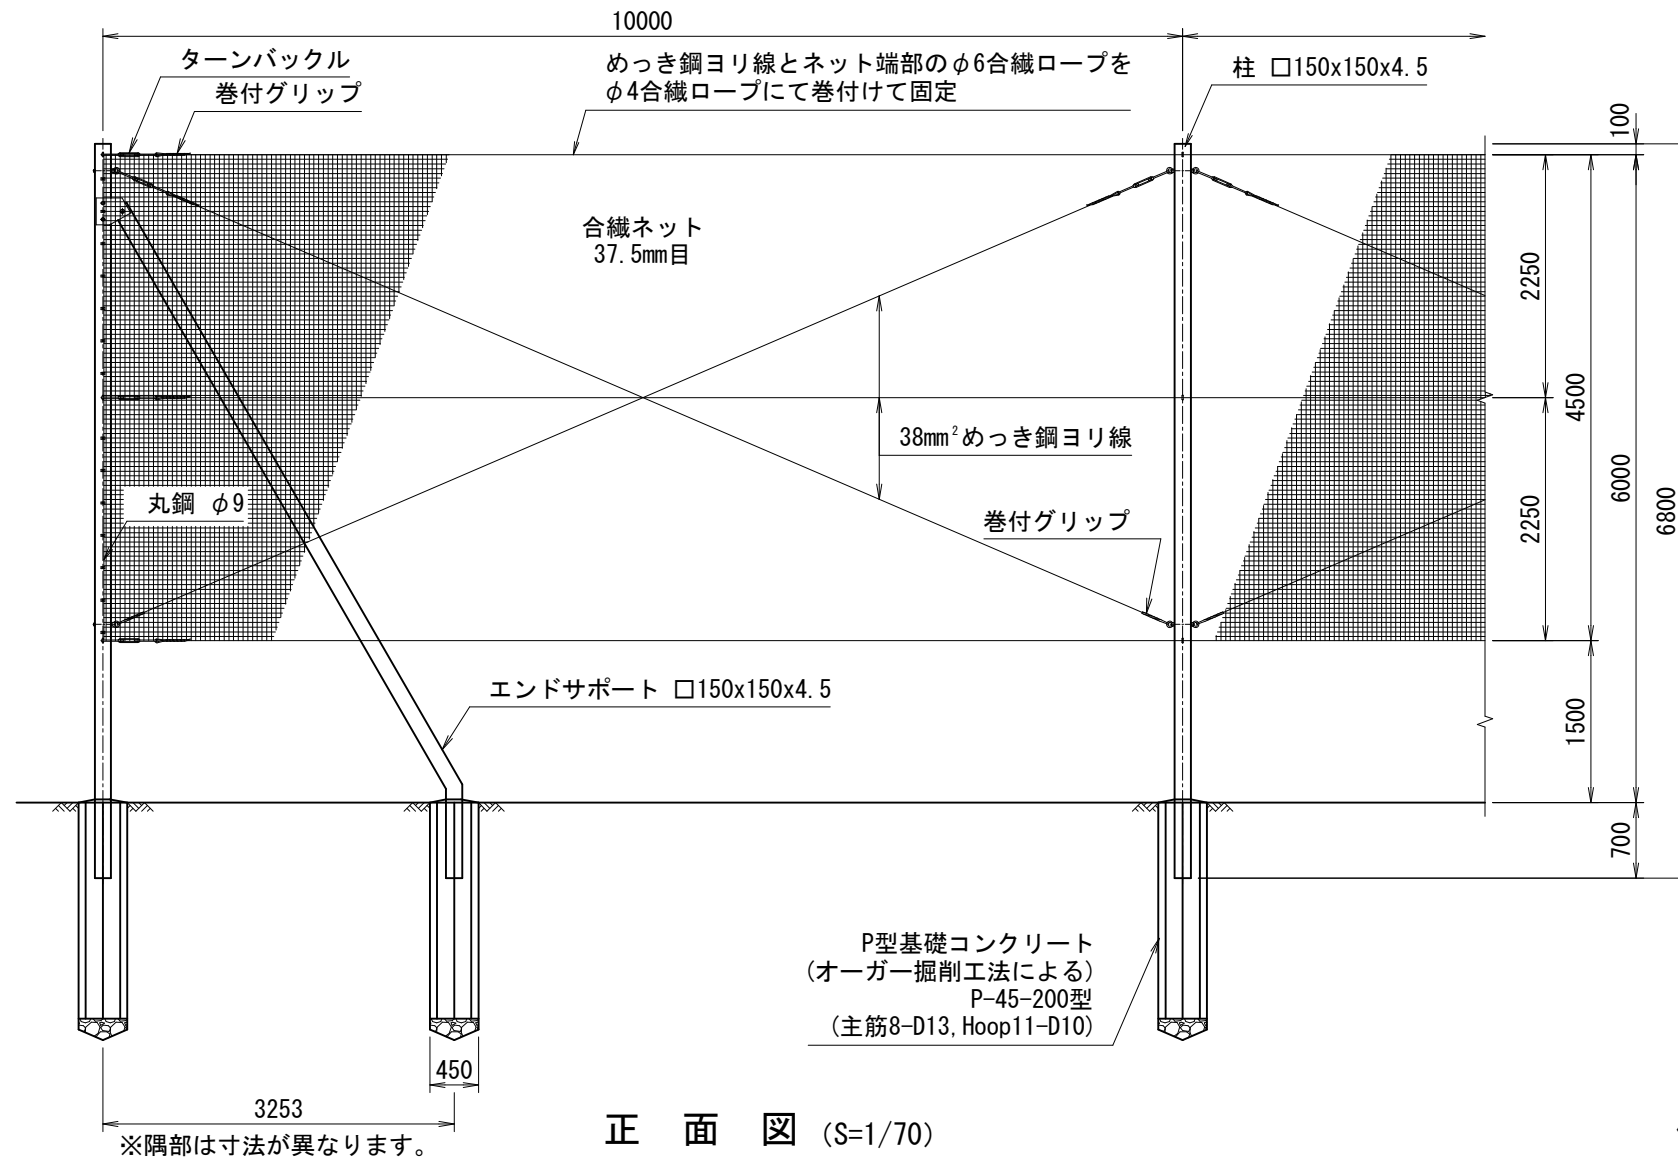 10000
ターンバックル
巻付グリップ
めっき鋼ヨリ線とネット端部のφ6合繊ロープを
φ4合繊ロープにて巻付けて固定
柱 □150x150x4.5
100
合繊ネット
37.5mm目
2250
4500
38mm²めっき鋼ヨリ線
6000
6800
丸鋼 φ9
巻付グリップ
2250
エンドサポート □150x150x4.5
1500
700
P型基礎コンクリート
(オーガー掘削工法による)
P-45-200型
(主筋8-D13,Hoop11-D10)
450
3253
※隅部は寸法が異なります。
正 面 図 (S=1/70)